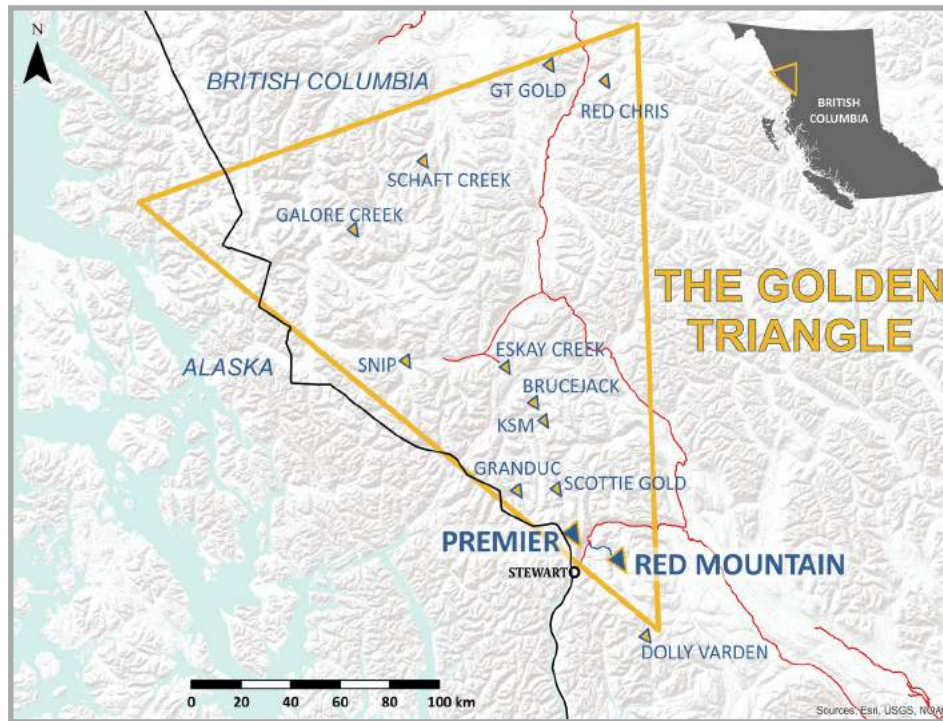 N
BRITISH COLUMBIA
GT GOLD
RED CHRIS
BRITISH
COLUMBIA
SCHAFT CREEK
GALORE CREEK
THE GOLDEN
TRIANGLE
ALASKA
SNIP
ESKAY CREEK
BRUCEJACK
KSM
GRANDUC
SCOTTIE GOLD
PREMIER
RED MOUNTAIN
STEWART
DOLLY VARDEN
0 20 40 60 80 100 km
Sources: Esri, USGS, NOA